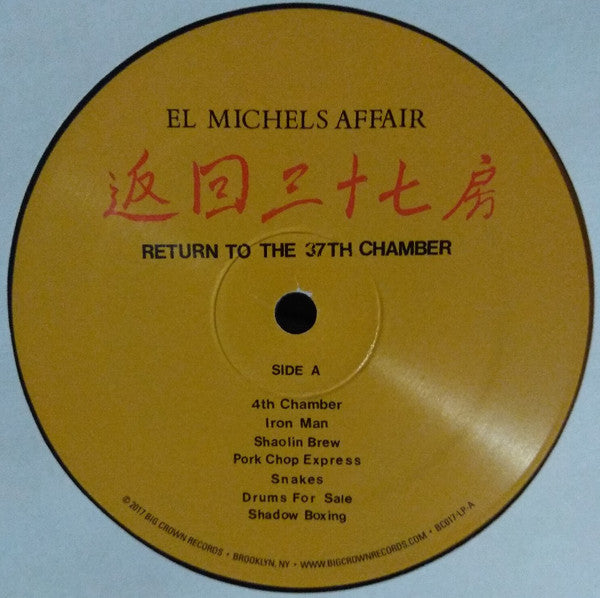 EL MICHELS AFFAIR
返回三十七房
RETURN TO THE 37TH CHAMBER
SIDE A
4th Chamber
Iron Man
Shaolin Brew
Pork Chop Express
Snakes
Drums For Sale
Shadow Boxing
© 2017 BIG CROWN RECORDS • BROOKLYN, NY • WWW.BIGCROWNRECORDS.COM • BC017-LP-A